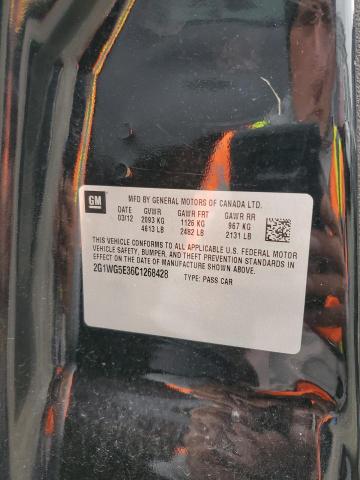 GM
MFD BY GENERAL MOTORS OF CANADA LTD.
DATE GVWR GAWR FRT GAWR RR
03/12 2093 KG 1126 KG 967 KG
4613 LB 2482 LB 2131 LB
THIS VEHICLE CONFORMS TO ALL APPLICABLE U.S. FEDERAL MOTOR
VEHICLE SAFETY, BUMPER, AND THEFT PREVENTION STANDARDS IN
EFFECT ON THE DATE OF MANUFACTURE SHOWN ABOVE.
2G1WG5E36C1268428 TYPE: PASS CAR